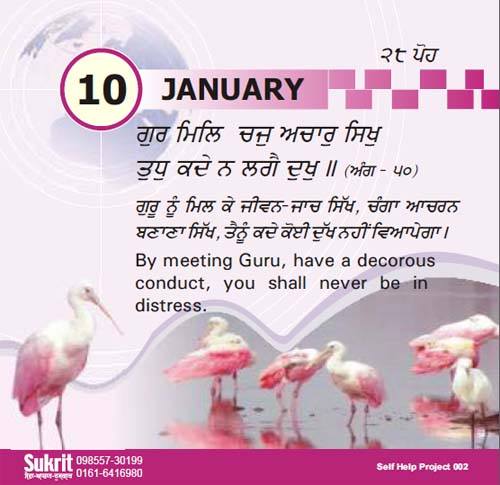 ੨੮ ਪੋਹ
10 JANUARY
ਗੁਰ ਮਿਲਿ ਚਜੁ ਅਚਾਰੁ ਸਿਖੁ
ਤੁਧੁ ਕਦੇ ਨ ਲਗੈ ਦੁਖੁ ॥ (ਅੰਗ - ੫੦)
ਗੁਰੂ ਨੂੰ ਮਿਲ ਕੇ ਜੀਵਨ-ਜਾਚ ਸਿੱਖ, ਚੰਗਾ ਆਚਰਨ
ਬਣਾਣਾ ਸਿੱਖ, ਤੈਨੂੰ ਕਦੇ ਕੋਈ ਦੁੱਖ ਨਹੀਂ ਵਿਆਪੇਗਾ।
By meeting Guru, have a decorous
conduct, you shall never be in
distress.
Sukrit 098557-30199
0161-6416980
Self Help Project 002